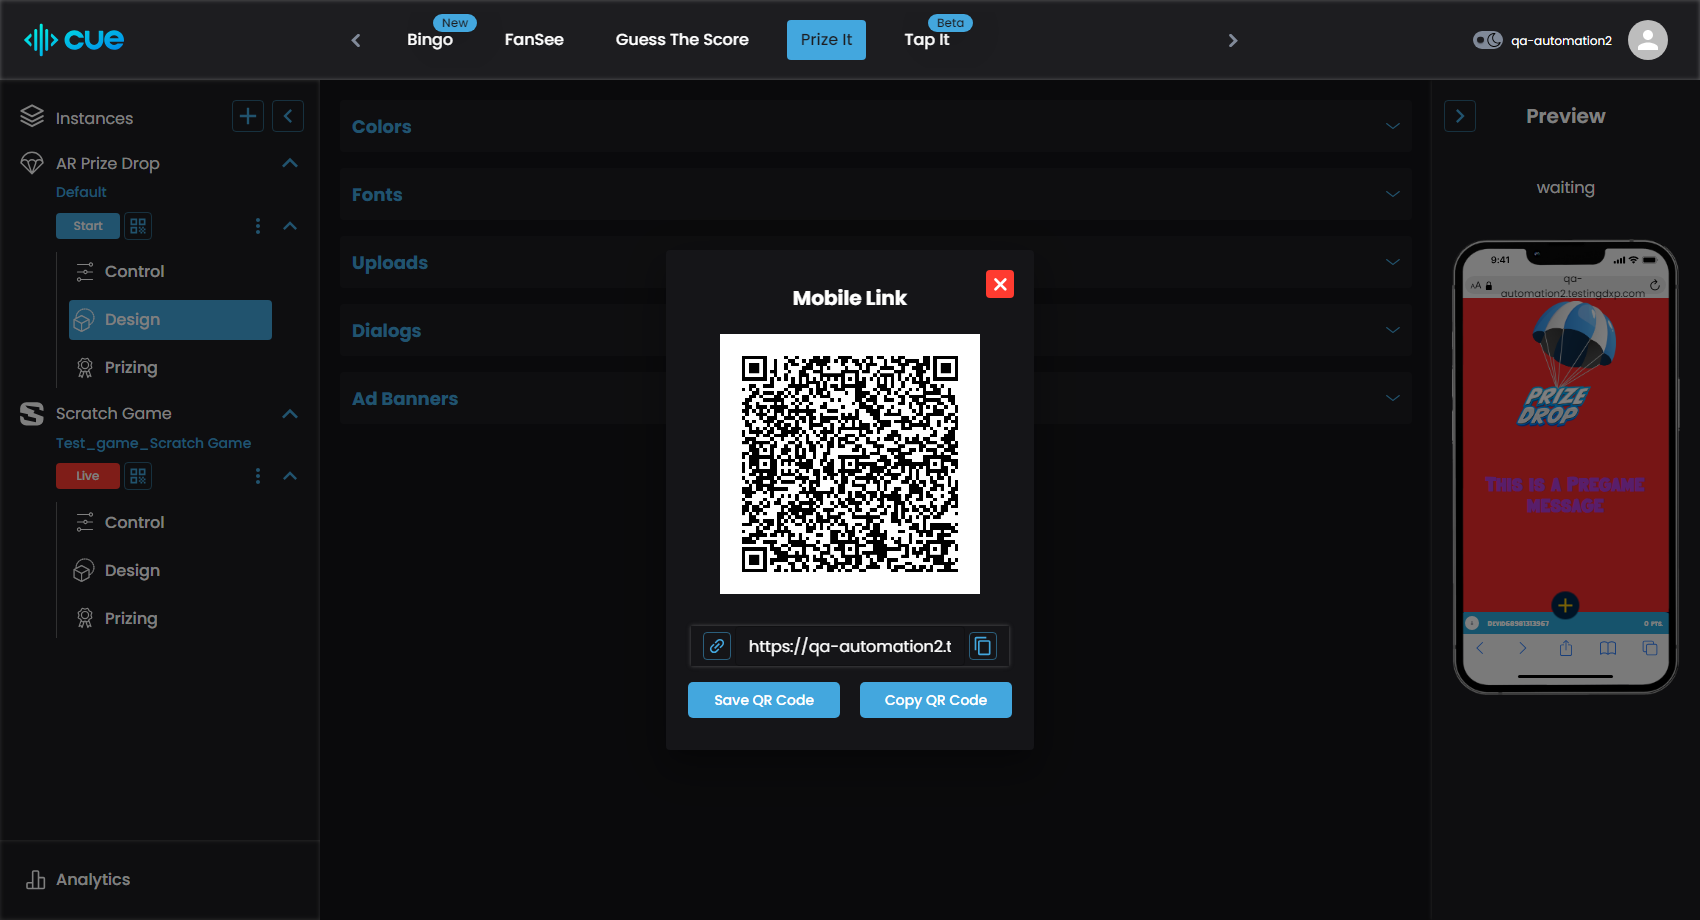 cue
Bingo
New
FanSee
Guess The Score
Prize It
Tap It
Beta
qa-automation2
Instances
AR Prize Drop
Default
Start
Control
Design
Prizing
Scratch Game
Test_game_Scratch Game
Live
Control
Design
Prizing
Analytics
Colors
Fonts
Uploads
Dialogs
Ad Banners
Mobile Link
https://qa-automation2.t
Save QR Code
Copy QR Code
Preview
waiting
9:41
AA
qa-
automation2.testingdxp.com
PRIZE
DROP
THIS IS A PREGAME
MESSAGE
0 PTS.